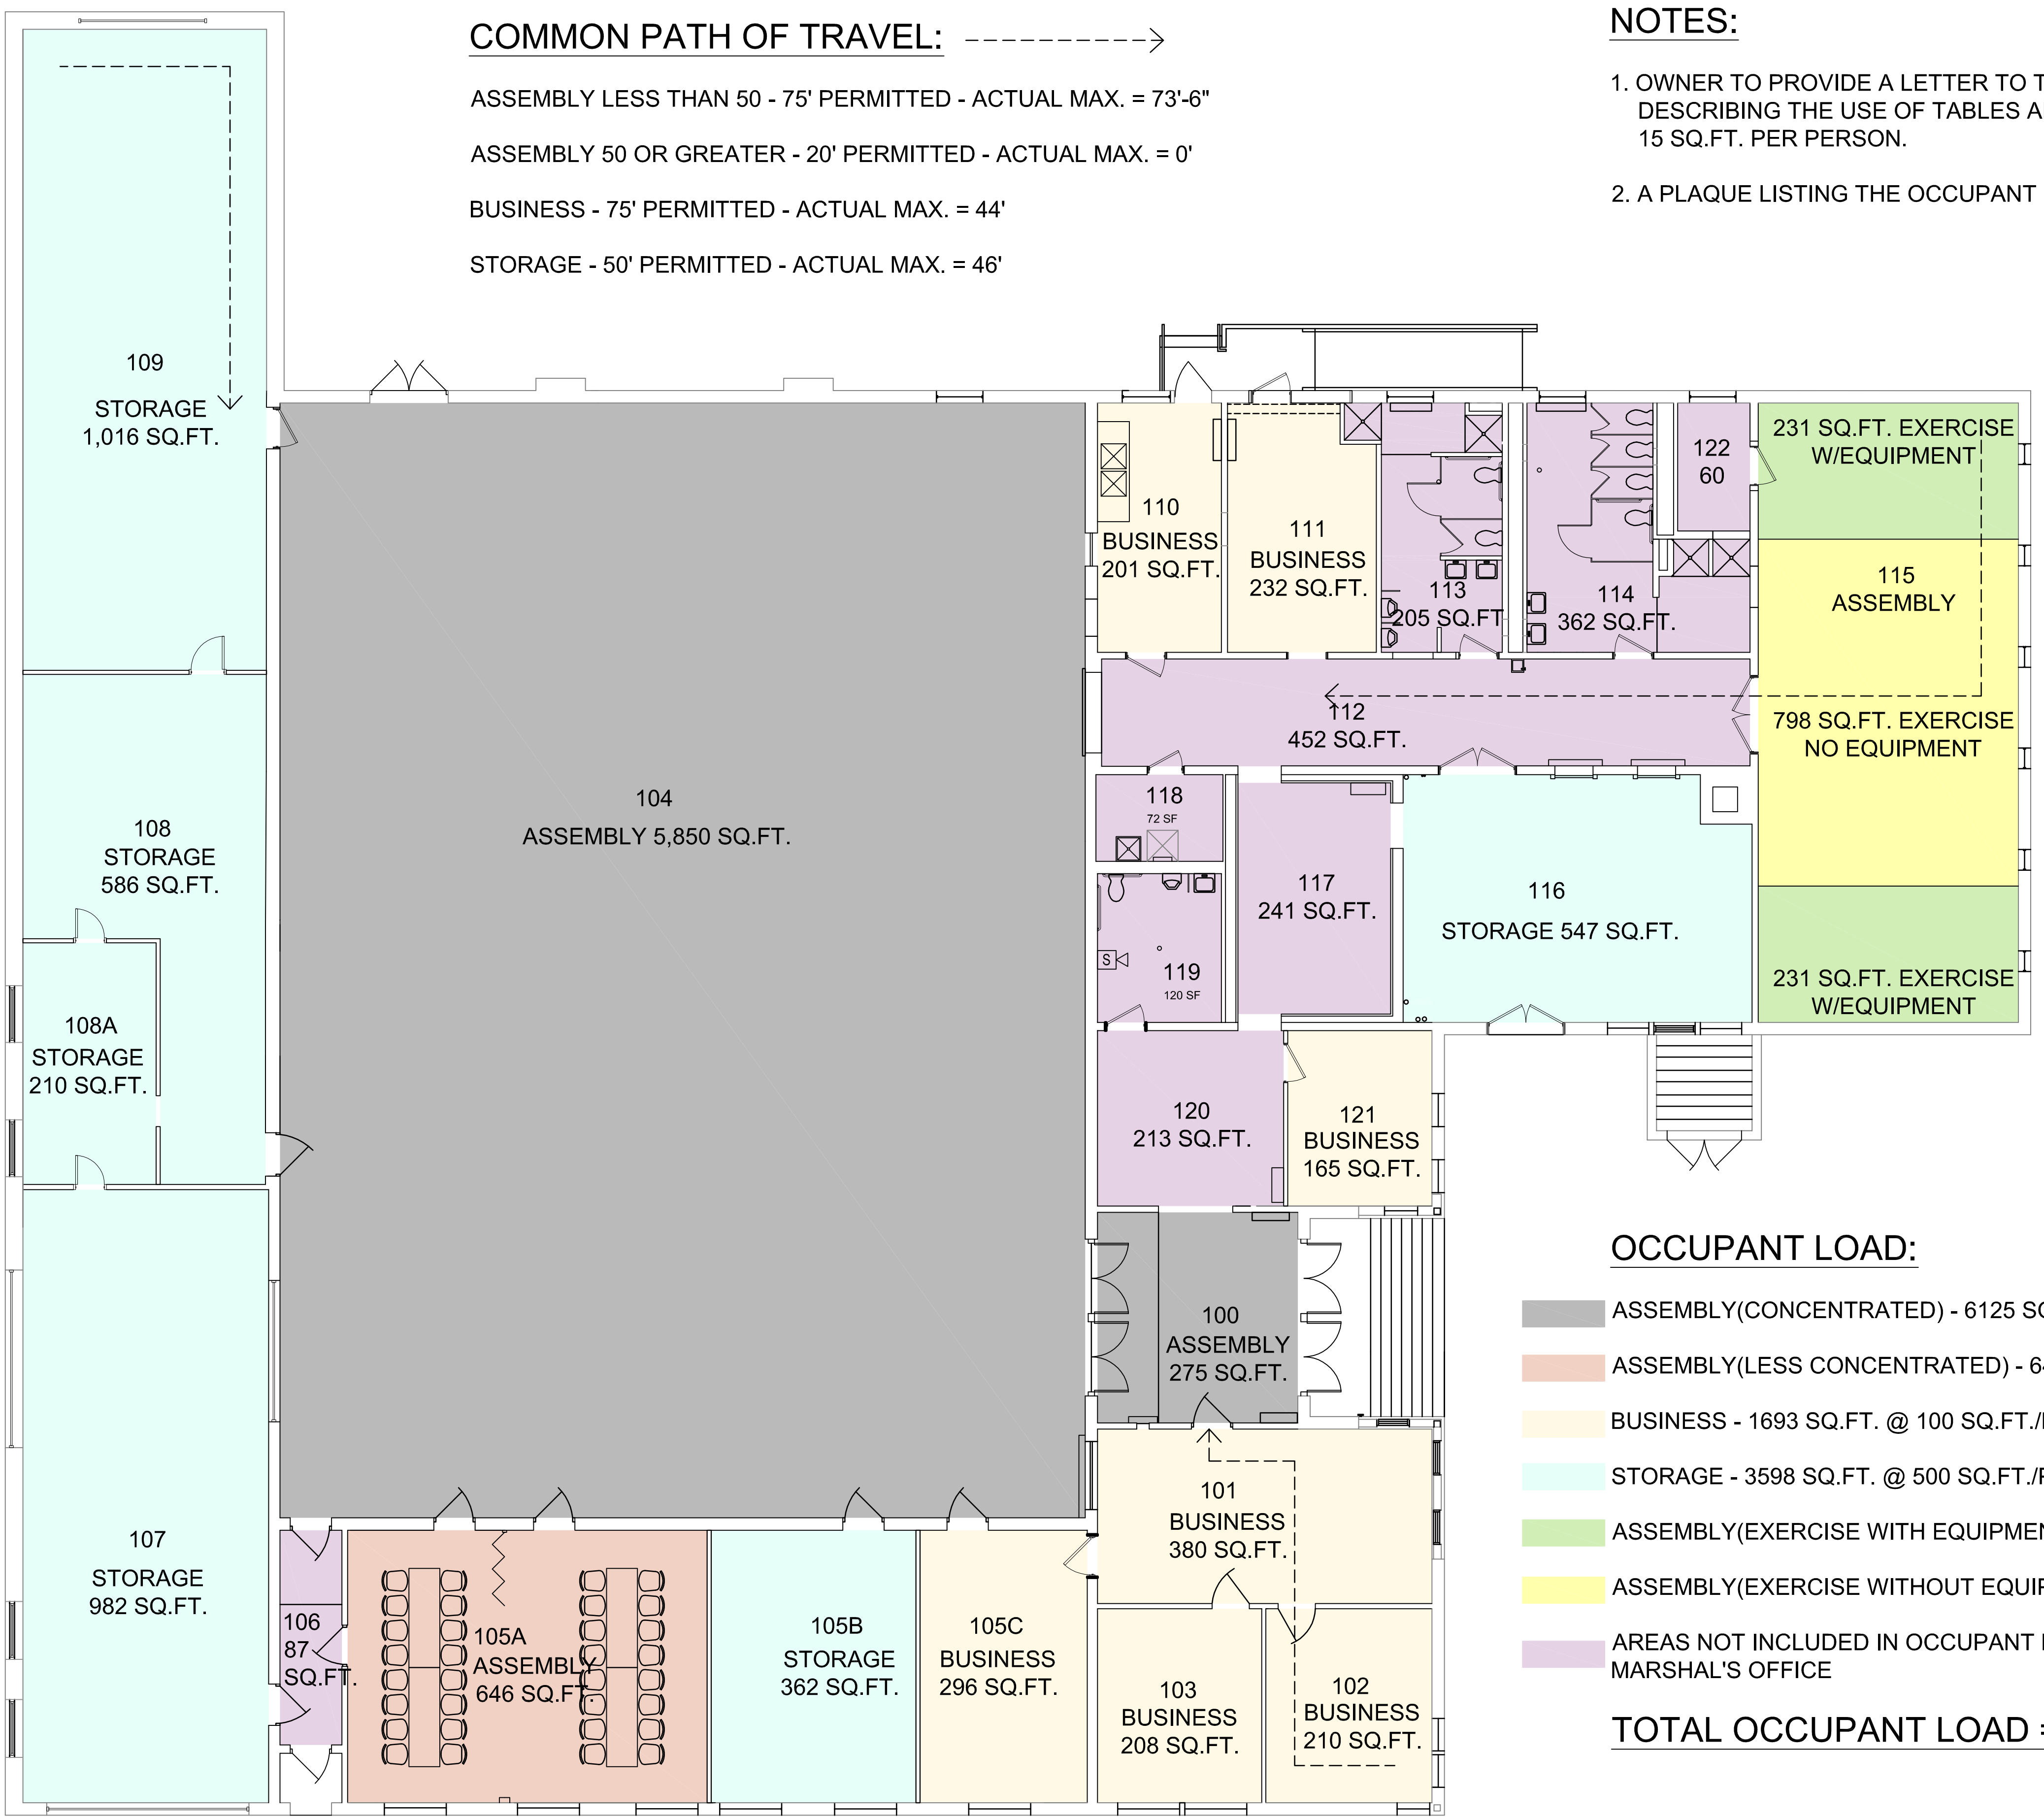 COMMON PATH OF TRAVEL:
ASSEMBLY LESS THAN 50 - 75' PERMITTED - ACTUAL MAX. = 73'-6"
ASSEMBLY 50 OR GREATER - 20' PERMITTED - ACTUAL MAX. = 0'
BUSINESS - 75' PERMITTED - ACTUAL MAX. = 44'
STORAGE - 50' PERMITTED - ACTUAL MAX. = 46'
NOTES:
1. OWNER TO PROVIDE A LETTER TO
DESCRIBING THE USE OF TABLES
15 SQ.FT. PER PERSON.
2. A PLAQUE LISTING THE OCCUPANT
109
STORAGE
1,016 SQ.FT.
110
BUSINESS
201 SQ.FT.
111
BUSINESS
232 SQ.FT.
113
205 SQ.FT
114
362 SQ.FT.
122
60
231 SQ.FT. EXERCISE
W/EQUIPMENT
115
ASSEMBLY
798 SQ.FT. EXERCISE
NO EQUIPMENT
112
452 SQ.FT.
104
ASSEMBLY 5,850 SQ.FT.
108
STORAGE
586 SQ.FT.
118
72 SF
117
241 SQ.FT.
116
STORAGE 547 SQ.FT.
S
119
120 SF
231 SQ.FT. EXERCISE
W/EQUIPMENT
108A
STORAGE
210 SQ.FT.
120
213 SQ.FT.
121
BUSINESS
165 SQ.FT.
100
ASSEMBLY
275 SQ.FT.
101
BUSINESS
380 SQ.FT.
107
STORAGE
982 SQ.FT.
106
87
SQ.FT.
105A
ASSEMBLY
646 SQ.FT.
105B
STORAGE
362 SQ.FT.
105C
BUSINESS
296 SQ.FT.
103
BUSINESS
208 SQ.FT.
102
BUSINESS
210 SQ.FT.
OCCUPANT LOAD:
ASSEMBLY(CONCENTRATED) - 6125
ASSEMBLY(LESS CONCENTRATED) -
BUSINESS - 1693 SQ.FT. @ 100 SQ.FT./
STORAGE - 3598 SQ.FT. @ 500 SQ.FT./
ASSEMBLY(EXERCISE WITH
ASSEMBLY(EXERCISE WITHOUT
AREAS NOT INCLUDED IN OCCUPANT
MARSHAL'S OFFICE
TOTAL OCCUPANT LOAD =